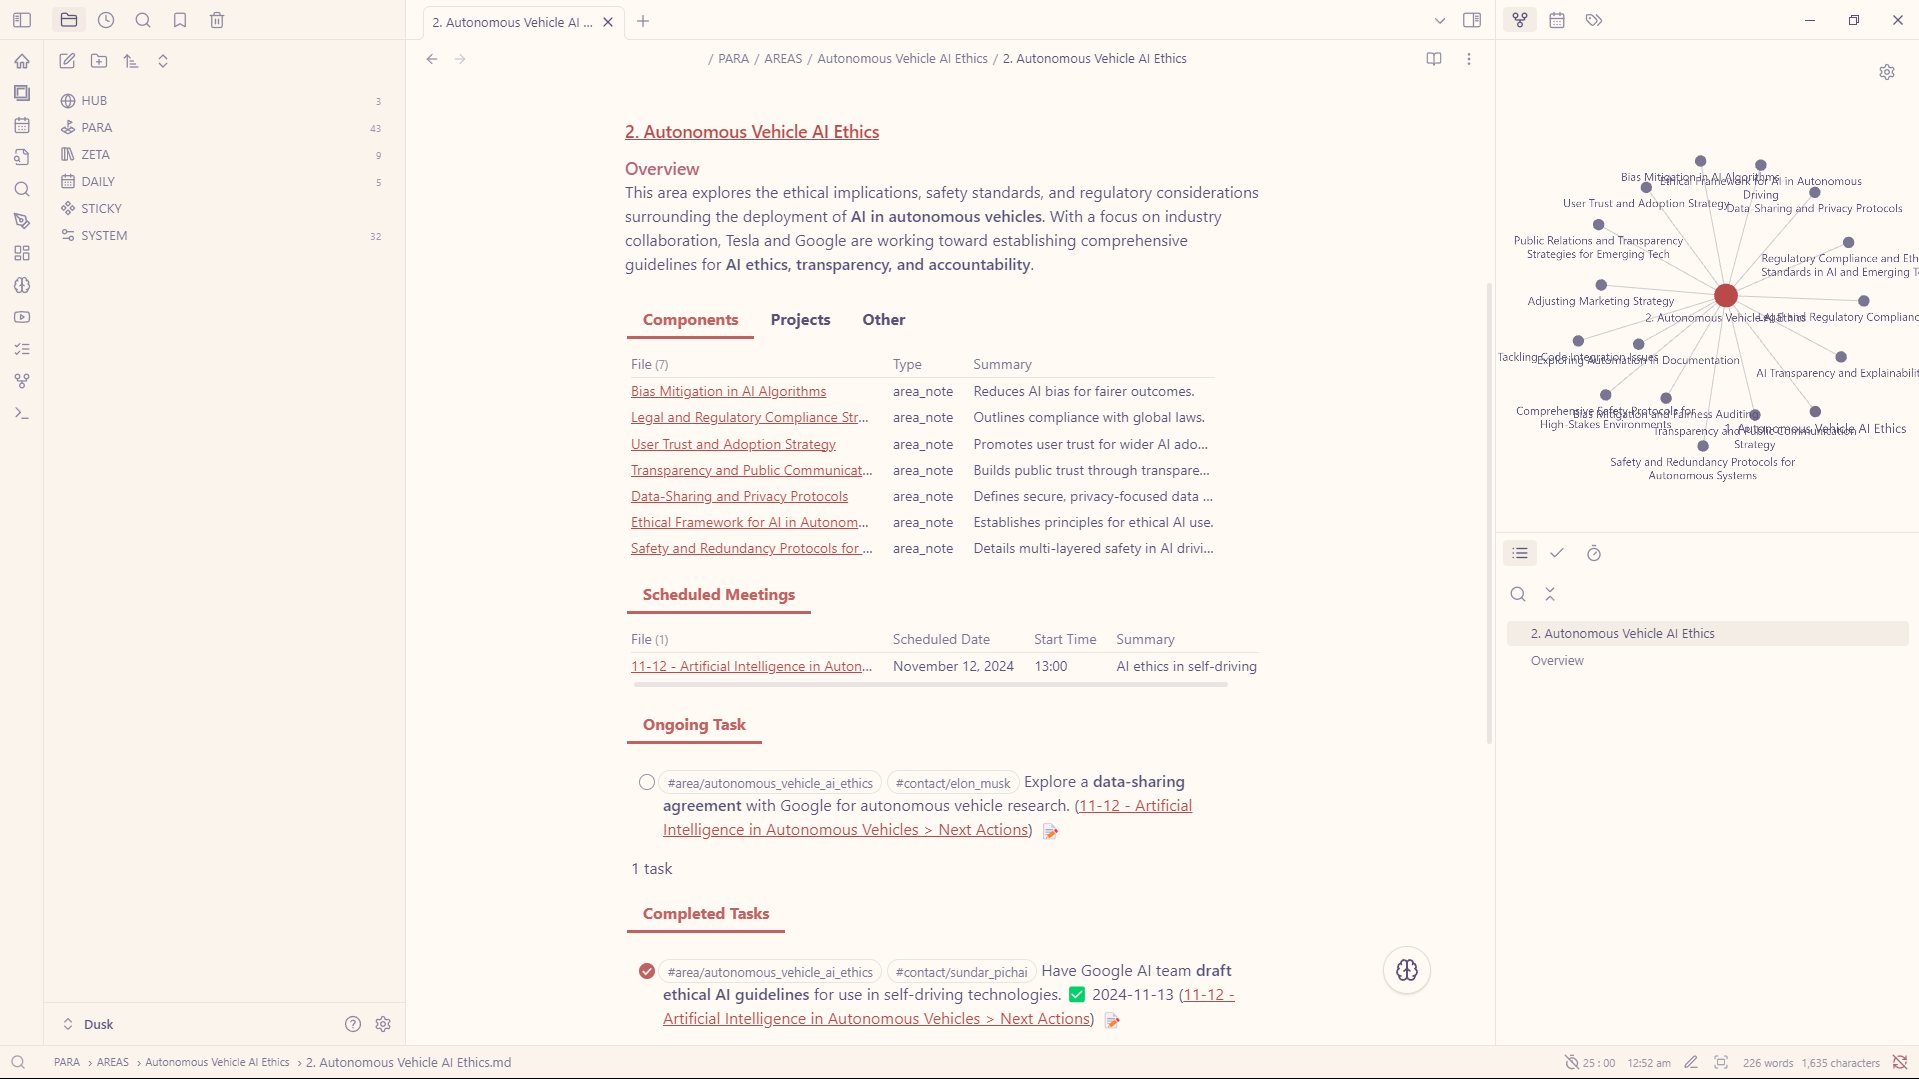 2. Autonomous Vehicle AI ...
/ PARA / AREAS / Autonomous Vehicle AI Ethics / 2. Autonomous Vehicle AI Ethics
HUB 3
PARA 43
ZETA 9
DAILY 5
STICKY
SYSTEM 32
Dusk
2. Autonomous Vehicle AI Ethics
Overview
This area explores the ethical implications, safety standards, and regulatory considerations
surrounding the deployment of AI in autonomous vehicles. With a focus on industry
collaboration, Tesla and Google are working toward establishing comprehensive
guidelines for AI ethics, transparency, and accountability.
Components Projects Other
File (7) Type Summary
Bias Mitigation in AI Algorithms area_note Reduces AI bias for fairer outcomes.
Legal and Regulatory Compliance Str... area_note Outlines compliance with global laws.
User Trust and Adoption Strategy area_note Promotes user trust for wider AI ado...
Transparency and Public Communicat... area_note Builds public trust through transpare...
Data-Sharing and Privacy Protocols area_note Defines secure, privacy-focused data ...
Ethical Framework for AI in Autonom... area_note Establishes principles for ethical AI use.
Safety and Redundancy Protocols for ... area_note Details multi-layered safety in AI drivi...
Scheduled Meetings
File (1) Scheduled Date Start Time Summary
11-12 - Artificial Intelligence in Auton... November 12, 2024 13:00 AI ethics in self-driving
Ongoing Task
#area/autonomous_vehicle_ai_ethics #contact/elon_musk Explore a data-sharing
agreement with Google for autonomous vehicle research. (11-12 - Artificial
Intelligence in Autonomous Vehicles > Next Actions) 📝
1 task
Completed Tasks
#area/autonomous_vehicle_ai_ethics #contact/sundar_pichai Have Google AI team draft
ethical AI guidelines for use in self-driving technologies. ✅ 2024-11-13 (11-12 -
Artificial Intelligence in Autonomous Vehicles > Next Actions) 📝
Bias Mitigation in AI Algorithms
Ethical Framework for AI in Autonomous
Driving
User Trust and Adoption Strategy
Data-Sharing and Privacy Protocols
Public Relations and Transparency
Strategies for Emerging Tech
Regulatory Compliance and Eth
Standards in AI and Emerging T
Adjusting Marketing Strategy
2. Autonomous Vehicle AI Ethics
Legal and Regulatory Complianc
Tackling Code Integration Issues
Exploring Automation in Documentation
AI Transparency and Explainabilit
Comprehensive Safety Protocols for
High-Stakes Environments
Bias Mitigation and Fairness Auditing
Transparency and Public Communication
Strategy
1. Autonomous Vehicle AI Ethics
Safety and Redundancy Protocols for
Autonomous Systems
2. Autonomous Vehicle AI Ethics
Overview
PARA > AREAS > Autonomous Vehicle AI Ethics > 2. Autonomous Vehicle AI Ethics.md
25 : 00 12:52 am 226 words 1,635 characters